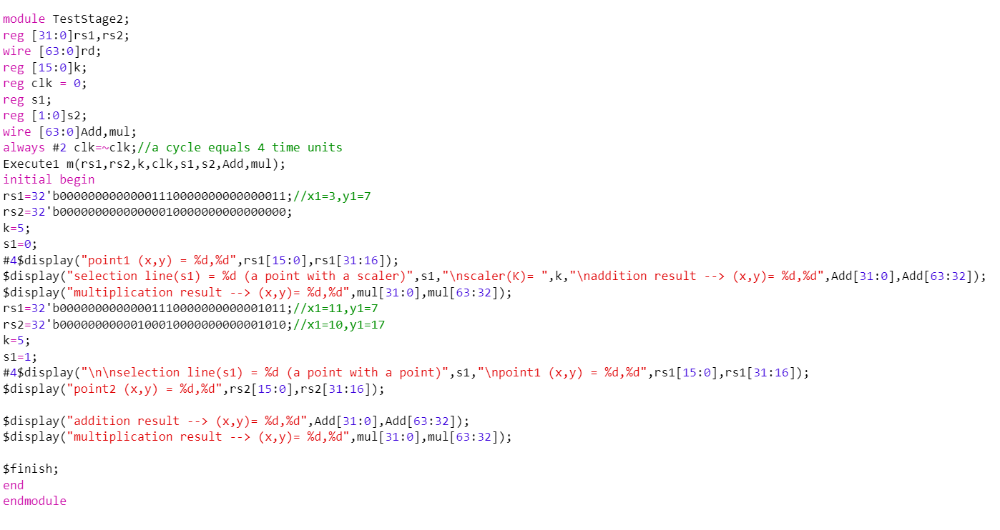 module TestStage2;
reg [31:0]rs1,rs2;
wire [63:0]rd;
reg [15:0]k;
reg clk = 0;
reg s1;
reg [1:0]s2;
wire [63:0]Add,mul;
always #2 clk=~clk;//a cycle equals 4 time units
Execute1 m(rs1,rs2,k,clk,s1,s2,Add,mul);
initial begin
rs1=32'b00000000000001110000000000000011;//x1=3,y1=7
rs2=32'b00000000000000010000000000000000;
k=5;
s1=0;
#4$display("point1 (x,y) = %d,%d",rs1[15:0],rs1[31:16]);
$display("selection line(s1) = %d (a point with a scaler)",s1,"\nscaler(K)= ",k,"\naddition result --> (x,y)= %d,%d",Add[31:0],Add[63:32]);
$display("multiplication result --> (x,y)= %d,%d",mul[31:0],mul[63:32]);
rs1=32'b00000000000001110000000000001011;//x1=11,y1=7
rs2=32'b00000000000100010000000000001010;//x1=10,y1=17
k=5;
s1=1;
#4$display("\n\nselection line(s1) = %d (a point with a point)",s1,"\npoint1 (x,y) = %d,%d",rs1[15:0],rs1[31:16]);
$display("point2 (x,y) = %d,%d",rs2[15:0],rs2[31:16]);
$display("addition result --> (x,y)= %d,%d",Add[31:0],Add[63:32]);
$display("multiplication result --> (x,y)= %d,%d",mul[31:0],mul[63:32]);
$finish;
end
endmodule